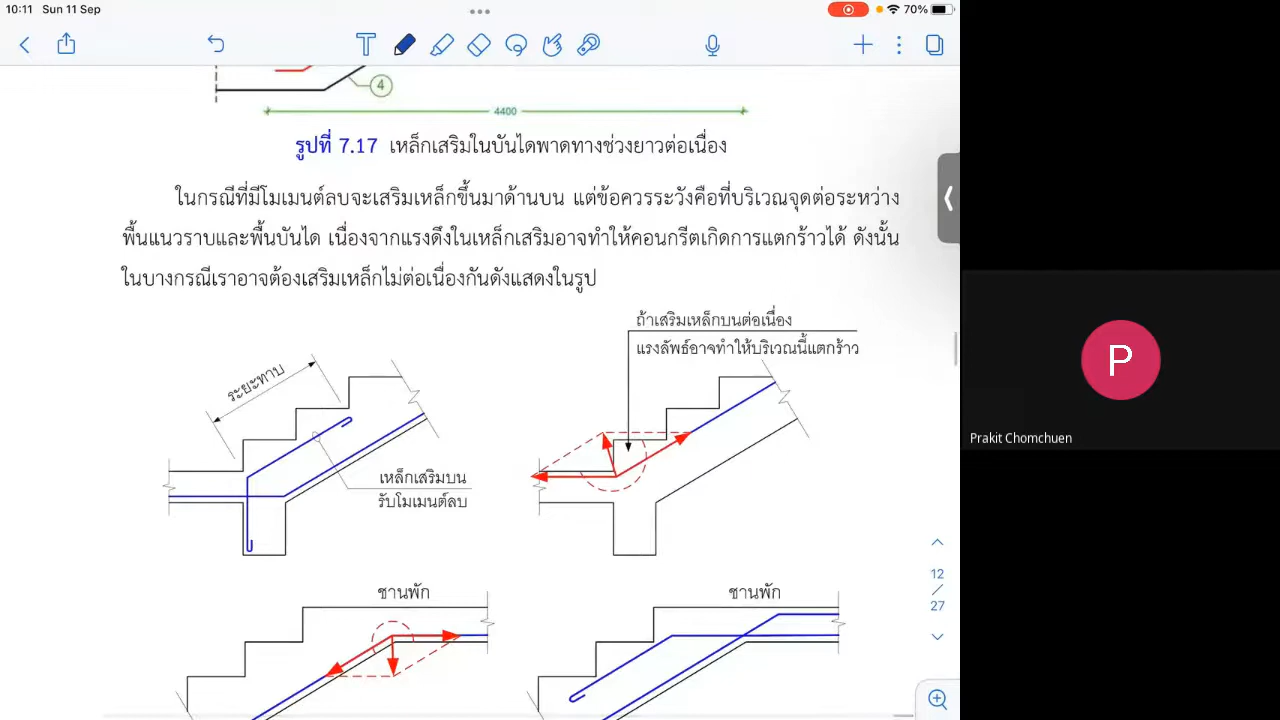 10:11 Sun 11 Sep
70%
T
4
4400
รูปที่ 7.17 เหล็กเสริมในบันไดพาดทางช่วงยาวต่อเนื่อง
ในกรณีที่มีโมเมนต์ลบจะเสริมเหล็กขึ้นมาด้านบน แต่ข้อควรระวังคือที่บริเวณจุดต่อระหว่าง
พื้นแนวราบและพื้นบันได เนื่องจากแรงดึงในเหล็กเสริมอาจทำให้คอนกรีตเกิดการแตกร้าวได้ ดังนั้น
ในบางกรณีเราอาจต้องเสริมเหล็กไม่ต่อเนื่องกันดังแสดงในรูป
ถ้าเสริมเหล็กบนต่อเนื่อง
แรงลัพธ์อาจทำให้บริเวณนี้แตกร้าว
ระยะทาบ
เหล็กเสริมบน
รับโมเมนต์ลบ
P
Prakit Chomchuen
12
/
27
ชานพัก
ชานพัก